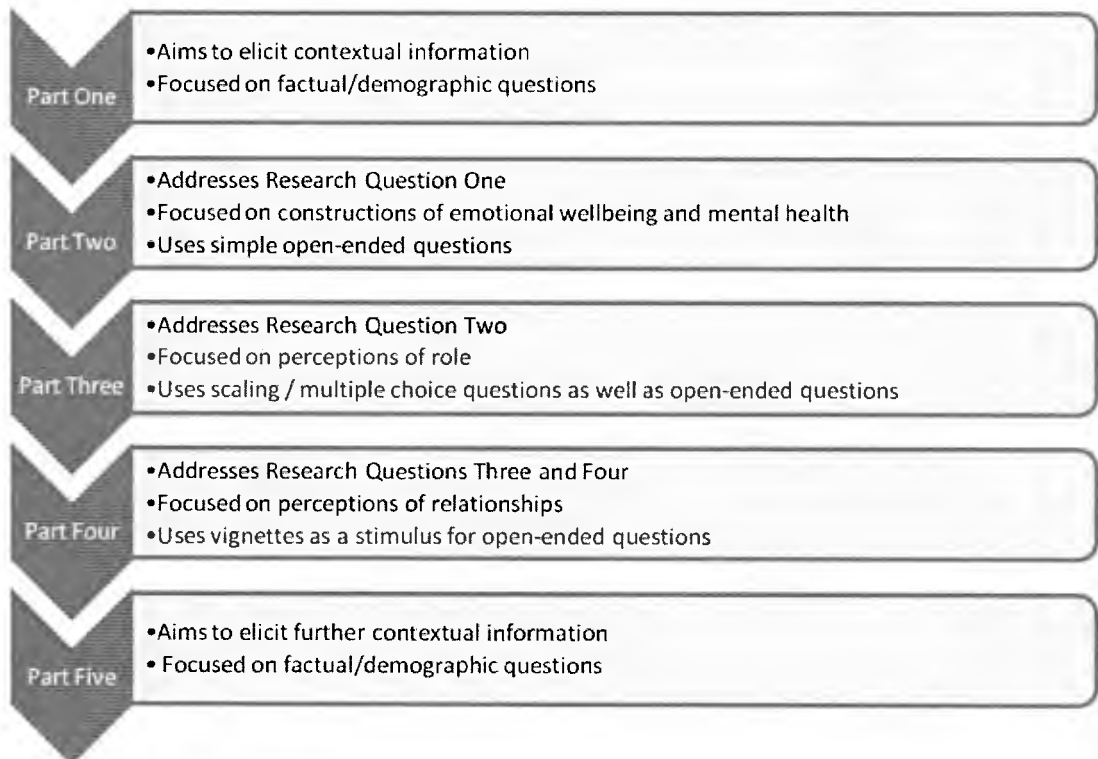 Part One
•Aims to elicit contextual information
•Focused on factual/demographic questions
Part Two
•Addresses Research Question One
•Focused on constructions of emotional wellbeing and mental health
•Uses simple open-ended questions
Part Three
•Addresses Research Question Two
•Focused on perceptions of role
•Uses scaling / multiple choice questions as well as open-ended questions
Part Four
•Addresses Research Questions Three and Four
•Focused on perceptions of relationships
•Uses vignettes as a stimulus for open-ended questions
Part Five
•Aims to elicit further contextual information
• Focused on factual/demographic questions